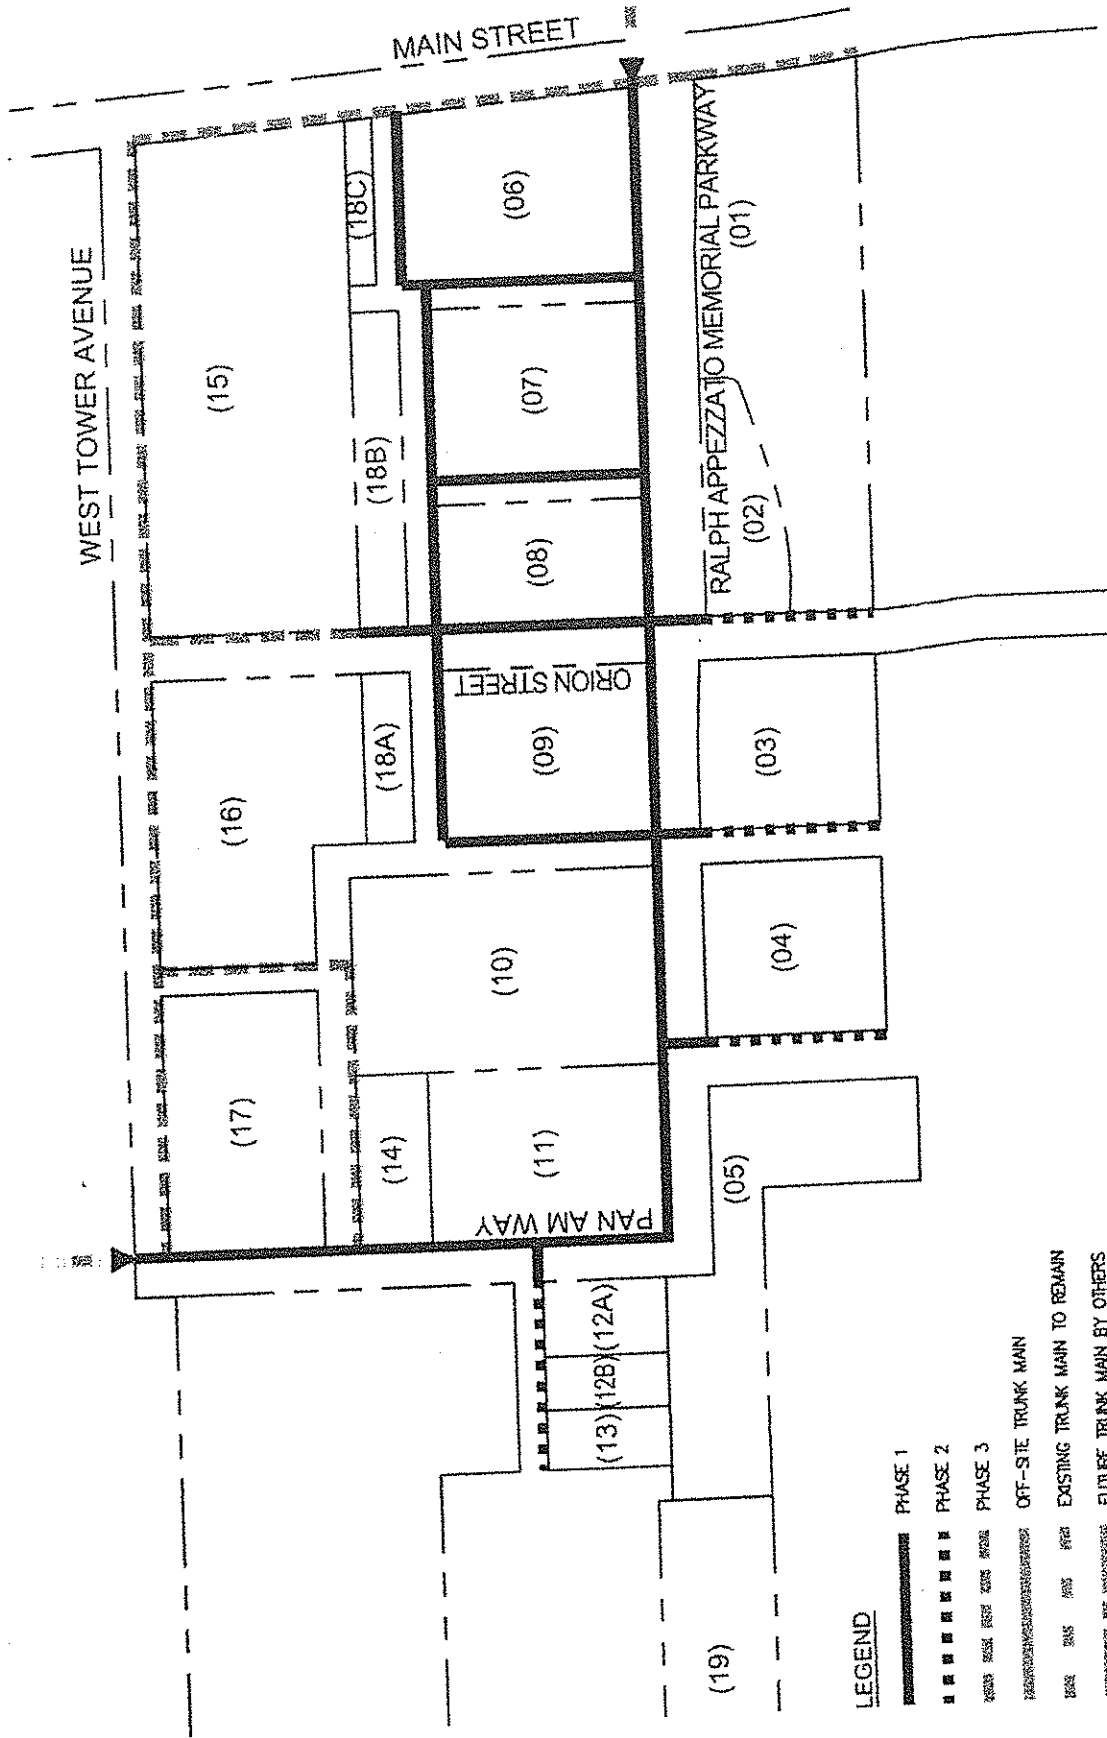 MAIN STREET
WEST TOWER AVENUE
(15)
(18C)
(06)
RALPH APPEZZATO MEMORIAL PARKWAY
(01)
(18B)
(07)
(02)
(08)
ORION STREET
(16)
(18A)
(09)
(03)
(10)
(04)
(17)
(14)
(11)
PAN AM WAY
(05)
(12A)
(12B)
(13)
(19)
LEGEND
PHASE 1
PHASE 2
PHASE 3
OFF-SITE TRUNK MAIN
EXISTING TRUNK MAIN TO REMAIN
FUTURE TRUNK MAIN BY OTHERS